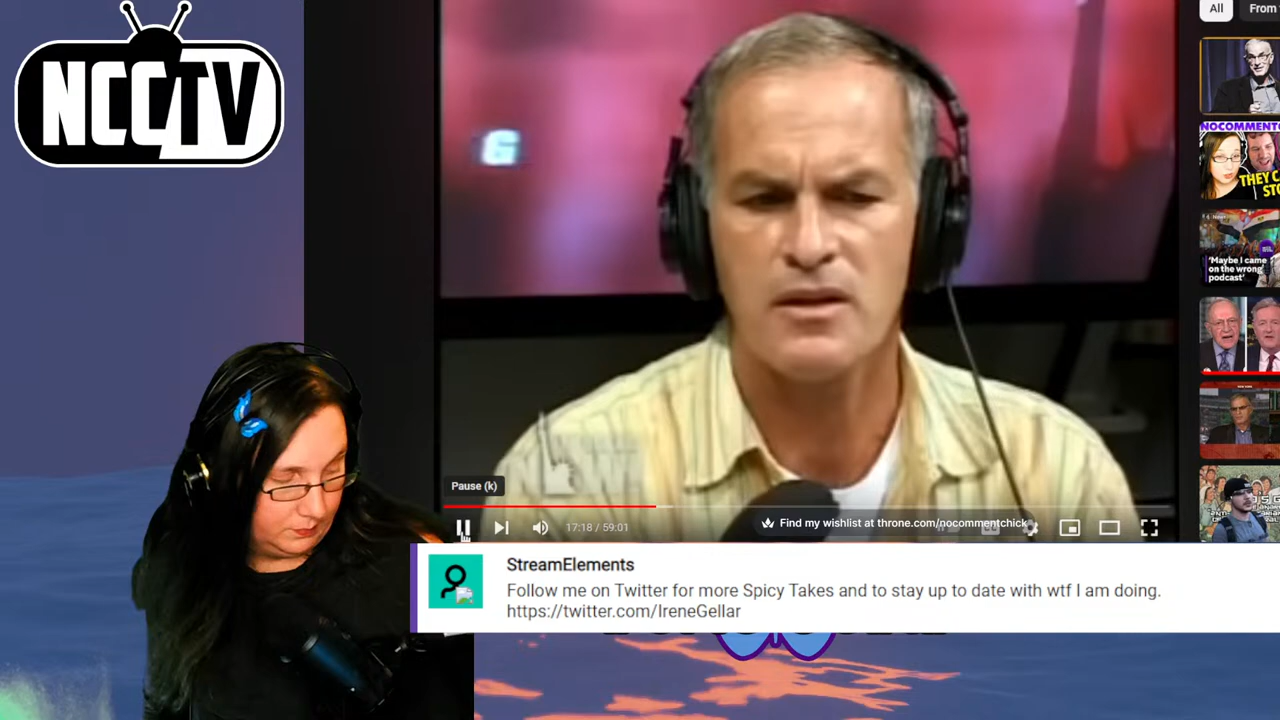 NCCTV
All
From
G
NOCOMMENTC
THEY C
STO
'Maybe I came
on the wrong
podcast'
Pause (k)
17:18 / 59:01
Find my wishlist at throne.com/nocommentchick
StreamElements
Follow me on Twitter for more Spicy Takes and to stay up to date with wtf I am doing.
https://twitter.com/IreneGellar